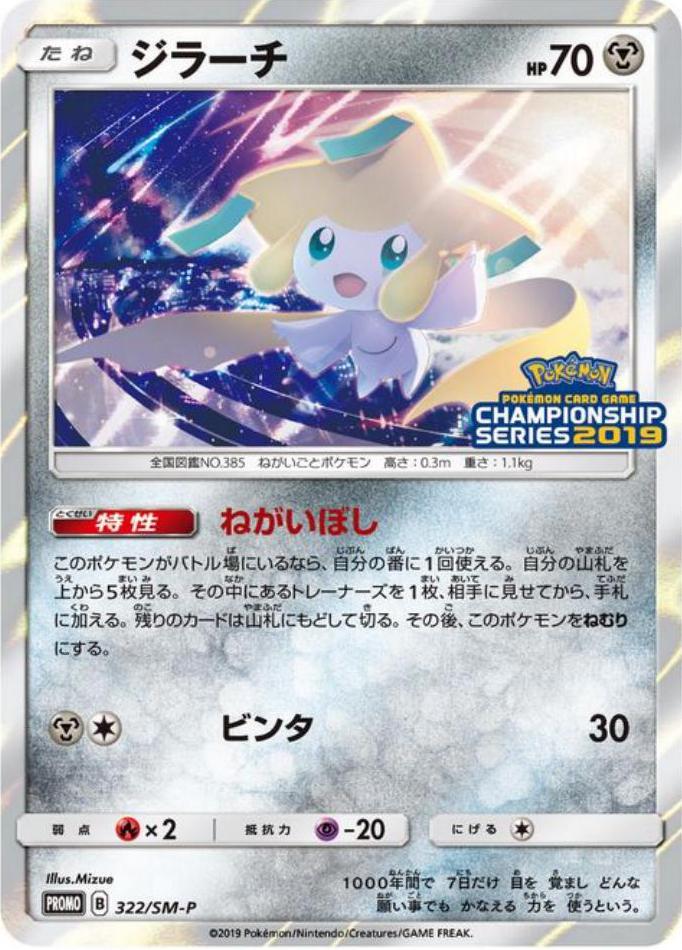 たね ジラーチ HP70
Pokémon
POKÉMON CARD GAME
CHAMPIONSHIP
SERIES 2019
全国図鑑NO.385 ねがいごとポケモン 高さ:0.3m 重さ:1.1kg
とくせい
特性 ねがいぼし
このポケモンがバトル場にいるなら、自分の番に1回使える。自分の山札を
上から5枚見る。その中にあるトレーナーズを1枚、相手に見せてから、手札
に加える。残りのカードは山札にもどして切る。その後、このポケモンをねむり
にする。
ビンタ 30
弱点 ×2 抵抗力 -20 にげる
Illus.Mizue
PROMO B 322/SM-P
1000年間で 7日だけ 目を 覚まし どんな
願い事でも かなえる 力を 使うという。
©2019 Pokémon/Nintendo/Creatures/GAME FREAK.